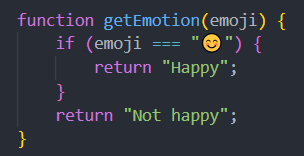 function getEmotion(emoji) {
    if (emoji === "😊") {
        return "Happy";
    }
    return "Not happy";
}